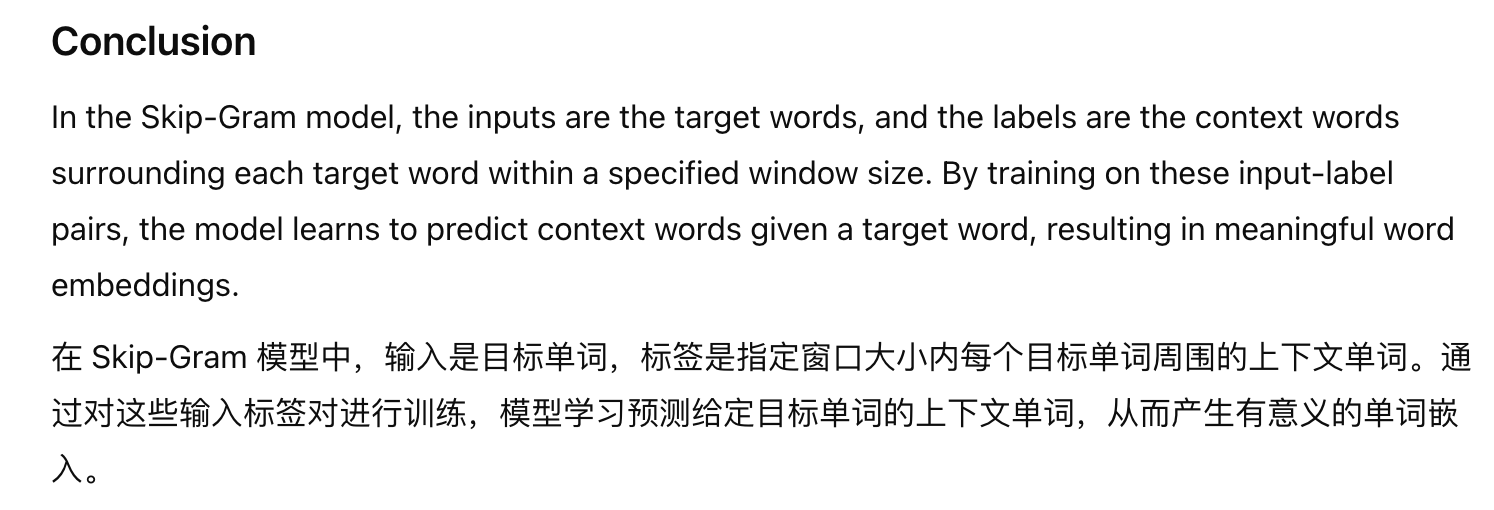 Conclusion
In the Skip-Gram model, the inputs are the target words, and the labels are the context words
surrounding each target word within a specified window size. By training on these input-label
pairs, the model learns to predict context words given a target word, resulting in meaningful word
embeddings.
在 Skip-Gram 模型中，输入是目标单词，标签是指定窗口大小内每个目标单词周围的上下文单词。通
过对这些输入标签对进行训练，模型学习预测给定目标单词的上下文单词，从而产生有意义的单词嵌
入。